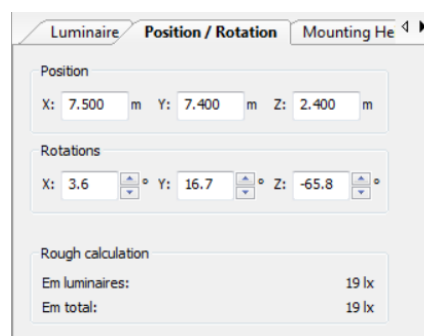 Luminaire Position / Rotation Mounting He
Position
X: 7.500 m Y: 7.400 m Z: 2.400 m
Rotations
X: 3.6 ° Y: 16.7 ° Z: -65.8 °
Rough calculation
Em luminaires: 19 lx
Em total: 19 lx